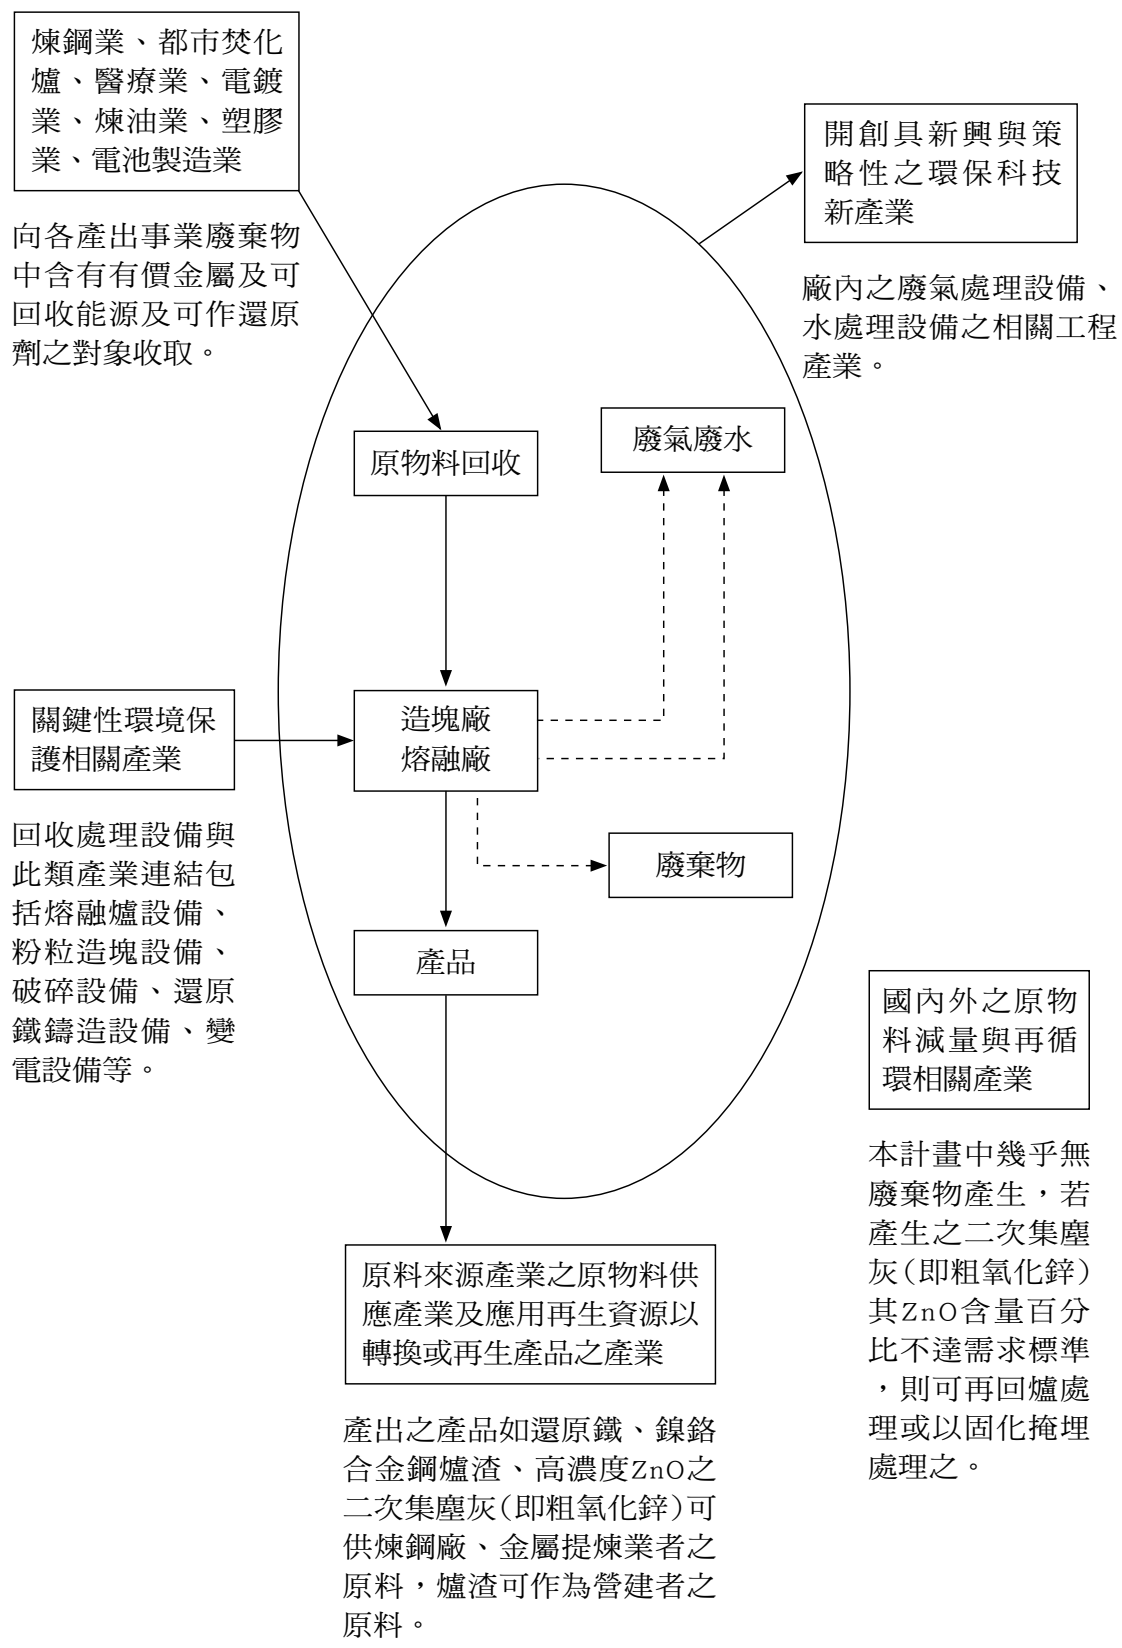 煉鋼業、都市焚化
爐、醫療業、電鍍
業、煉油業、塑膠
業、電池製造業
向各產出事業廢棄物
中含有有價金屬及可
回收能源及可作還原
劑之對象收取。
開創具新興與策
略性之環保科技
新產業
廠內之廢氣處理設備、
水處理設備之相關工程
產業。
原物料回收
廢氣廢水
關鍵性環境保
護相關產業
造塊廠
熔融廠
回收處理設備與
此類產業連結包
括熔融爐設備、
粉粒造塊設備、
破碎設備、還原
鐵鑄造設備、變
電設備等。
廢棄物
產品
國內外之原物
料減量與再循
環相關產業
本計畫中幾乎無
廢棄物產生，若
產生之二次集塵
灰(即粗氧化鋅)
其ZnO含量百分
比不達需求標準
，則可再回爐處
理或以固化掩埋
處理之。
原料來源產業之原物料供
應產業及應用再生資源以
轉換或再生產品之產業
產出之產品如還原鐵、鎳鉻
合金鋼爐渣、高濃度ZnO之
二次集塵灰(即粗氧化鋅)可
供煉鋼廠、金屬提煉業者之
原料，爐渣可作為營建者之
原料。